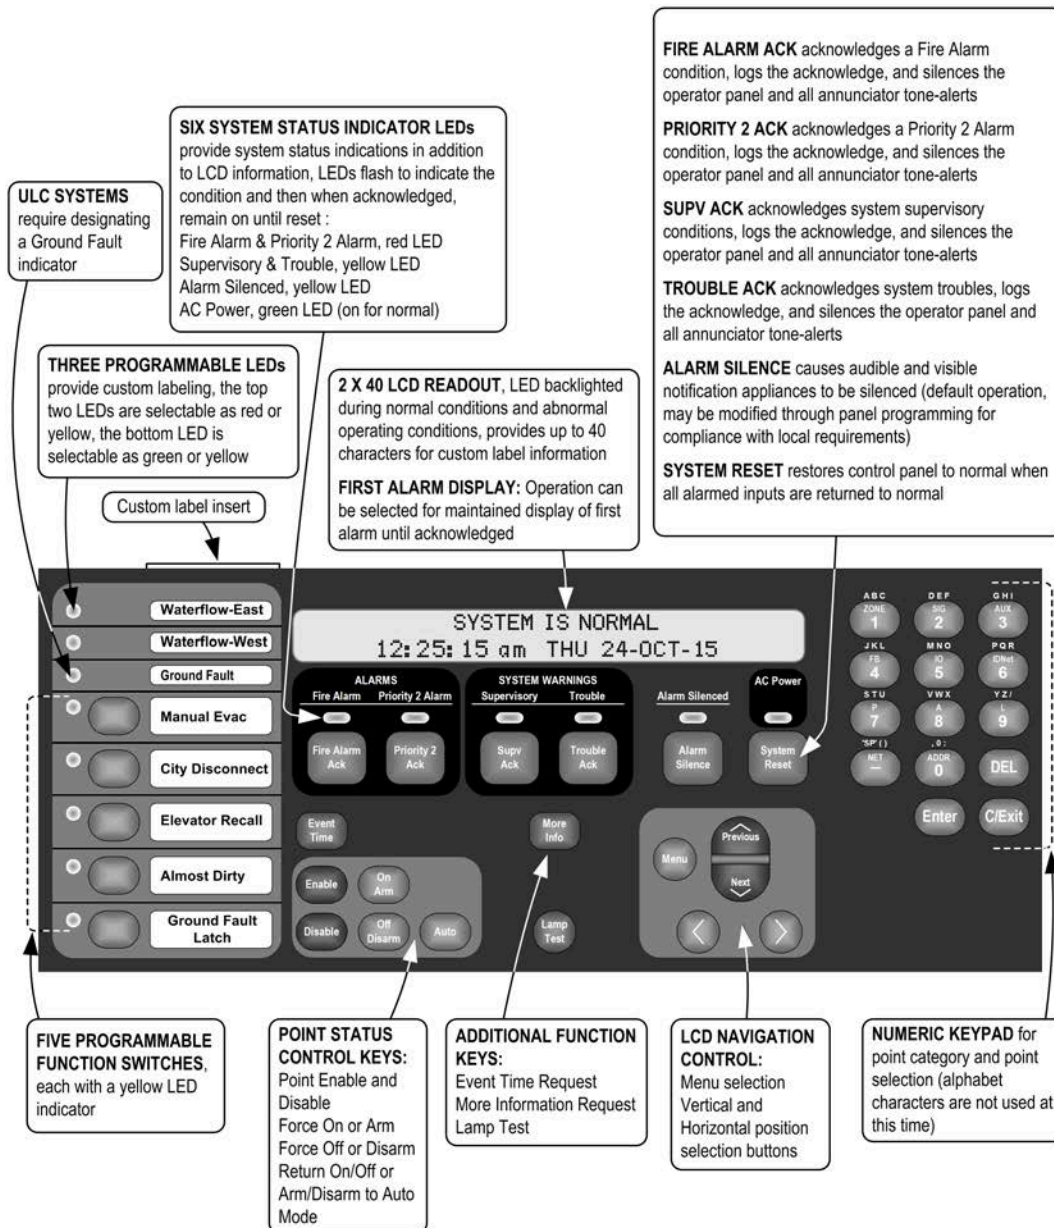 SIX SYSTEM STATUS INDICATOR LEDs
provide system status indications in addition
to LCD information, LEDs flash to indicate the
condition and then when acknowledged,
remain on until reset :
Fire Alarm & Priority 2 Alarm, red LED
Supervisory & Trouble, yellow LED
Alarm Silenced, yellow LED
AC Power, green LED (on for normal)
FIRE ALARM ACK acknowledges a Fire Alarm
condition, logs the acknowledge, and silences the
operator panel and all annunciator tone-alerts
PRIORITY 2 ACK acknowledges a Priority 2 Alarm
condition, logs the acknowledge, and silences the
operator panel and all annunciator tone-alerts
SUPV ACK acknowledges system supervisory
conditions, logs the acknowledge, and silences the
operator panel and all annunciator tone-alerts
TROUBLE ACK acknowledges system troubles, logs
the acknowledge, and silences the operator panel and
all annunciator tone-alerts
ALARM SILENCE causes audible and visible
notification appliances to be silenced (default operation,
may be modified through panel programming for
compliance with local requirements)
SYSTEM RESET restores control panel to normal when
all alarmed inputs are returned to normal
ULC SYSTEMS
require designating
a Ground Fault
indicator
THREE PROGRAMMABLE LEDs
provide custom labeling, the top
two LEDs are selectable as red or
yellow, the bottom LED is
selectable as green or yellow
2 X 40 LCD READOUT, LED backlighted
during normal conditions and abnormal
operating conditions, provides up to 40
characters for custom label information
FIRST ALARM DISPLAY: Operation can
be selected for maintained display of first
alarm until acknowledged
Custom label insert
Waterflow-East
Waterflow-West
Ground Fault
Manual Evac
City Disconnect
Elevator Recall
Almost Dirty
Ground Fault
Latch
SYSTEM IS NORMAL
12:25:15 am THU 24-OCT-15
ALARMS
Fire Alarm Priority 2 Alarm
SYSTEM WARNINGS
Supervisory Trouble
Alarm Silenced
AC Power
Fire Alarm
Ack
Priority 2
Ack
Supv
Ack
Trouble
Ack
Alarm
Silence
System
Reset
Event
Time
More
Info
Enable
On
Arm
Disable
Off
Disarm
Auto
Lamp
Test
Menu
Previous
Next
ABC DEF GHI
ZONE SIG AUX
1 2 3
JKL MNO PQR
FB IO IDNet
4 5 6
STU VWX YZ/
P A L
7 8 9
'SP' ( ) , 0 :
NET ADDR
– 0 DEL
Enter C/Exit
FIVE PROGRAMMABLE
FUNCTION SWITCHES,
each with a yellow LED
indicator
POINT STATUS
CONTROL KEYS:
Point Enable and
Disable
Force On or Arm
Force Off or Disarm
Return On/Off or
Arm/Disarm to Auto
Mode
ADDITIONAL FUNCTION
KEYS:
Event Time Request
More Information Request
Lamp Test
LCD NAVIGATION
CONTROL:
Menu selection
Vertical and
Horizontal position
selection buttons
NUMERIC KEYPAD for
point category and point
selection (alphabet
characters are not used at
this time)